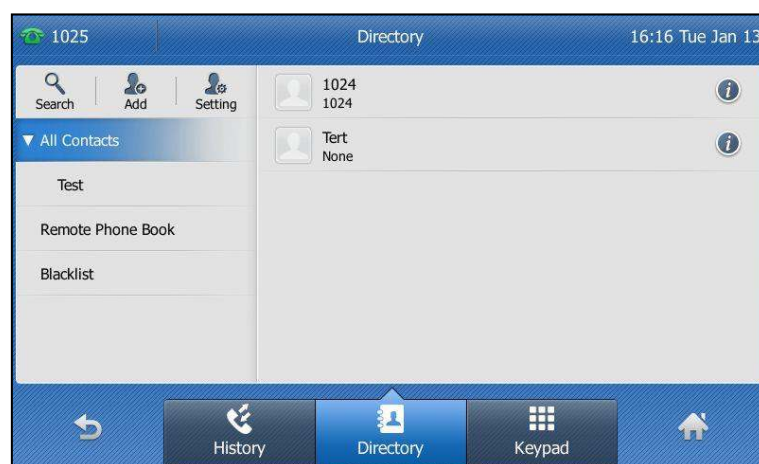 1025 Directory 16:16 Tue Jan 13
Search Add Setting
All Contacts
Test
Remote Phone Book
Blacklist
1024
1024
Tert
None
History Directory Keypad